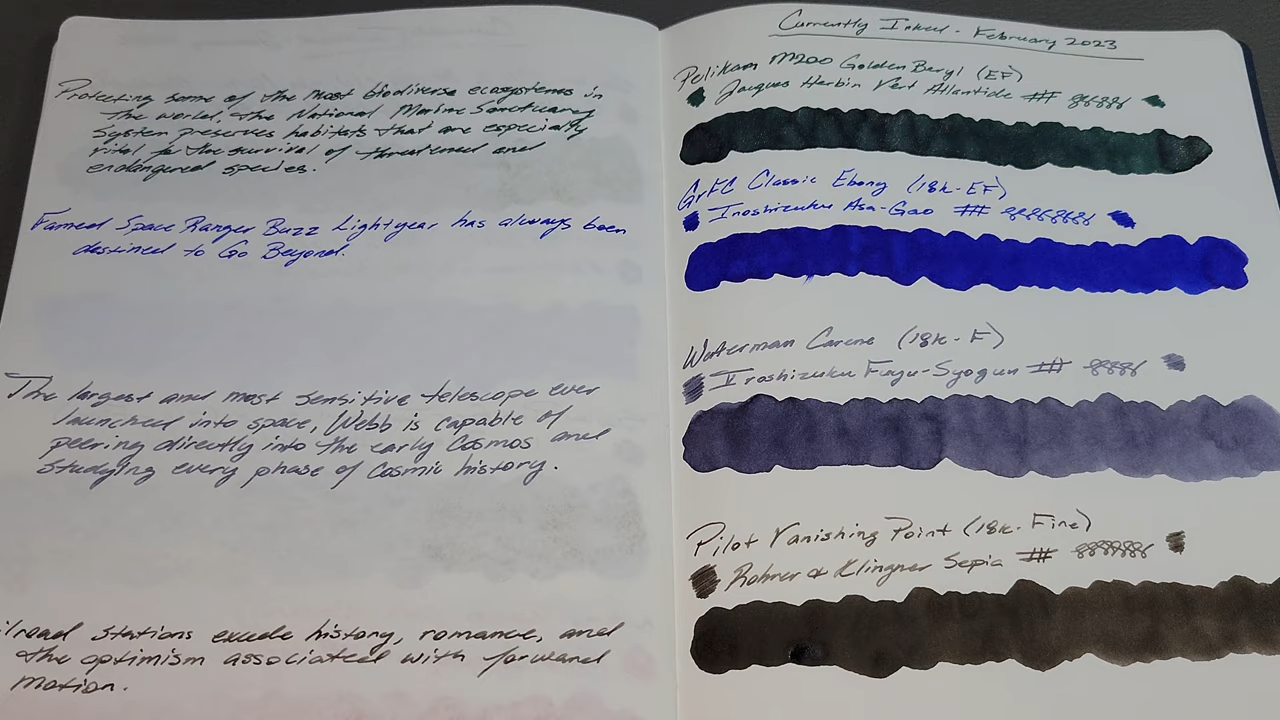 Protecting some of the most biodiverse ecosystems in
the world, the National Marine Sanctuary
System preserves habitats that are especially
vital to the survival of threatened and
endangered species.
Famed Space Ranger Buzz Lightyear has always been
destined to Go Beyond.
The largest and most sensitive telescope ever
launched into space, Webb is capable of
peering directly into the early Cosmos and
studying every phase of Cosmic history.
ilroad stations exude history, romance, and
the optimism associated with forward
motion.
Currently Inked - February 2023
Pelikan M200 Golden Beryl (EF)
Jacques Herbin Vert Atlantide
GvFC Classic Ebony (18k-EF)
Iroshizuku Asa-Gao
Waterman Carene (18k-F)
Iroshizuku Fuyu-Syogun
Pilot Vanishing Point (18k-Fine)
Rohrer & Klingner Sepia